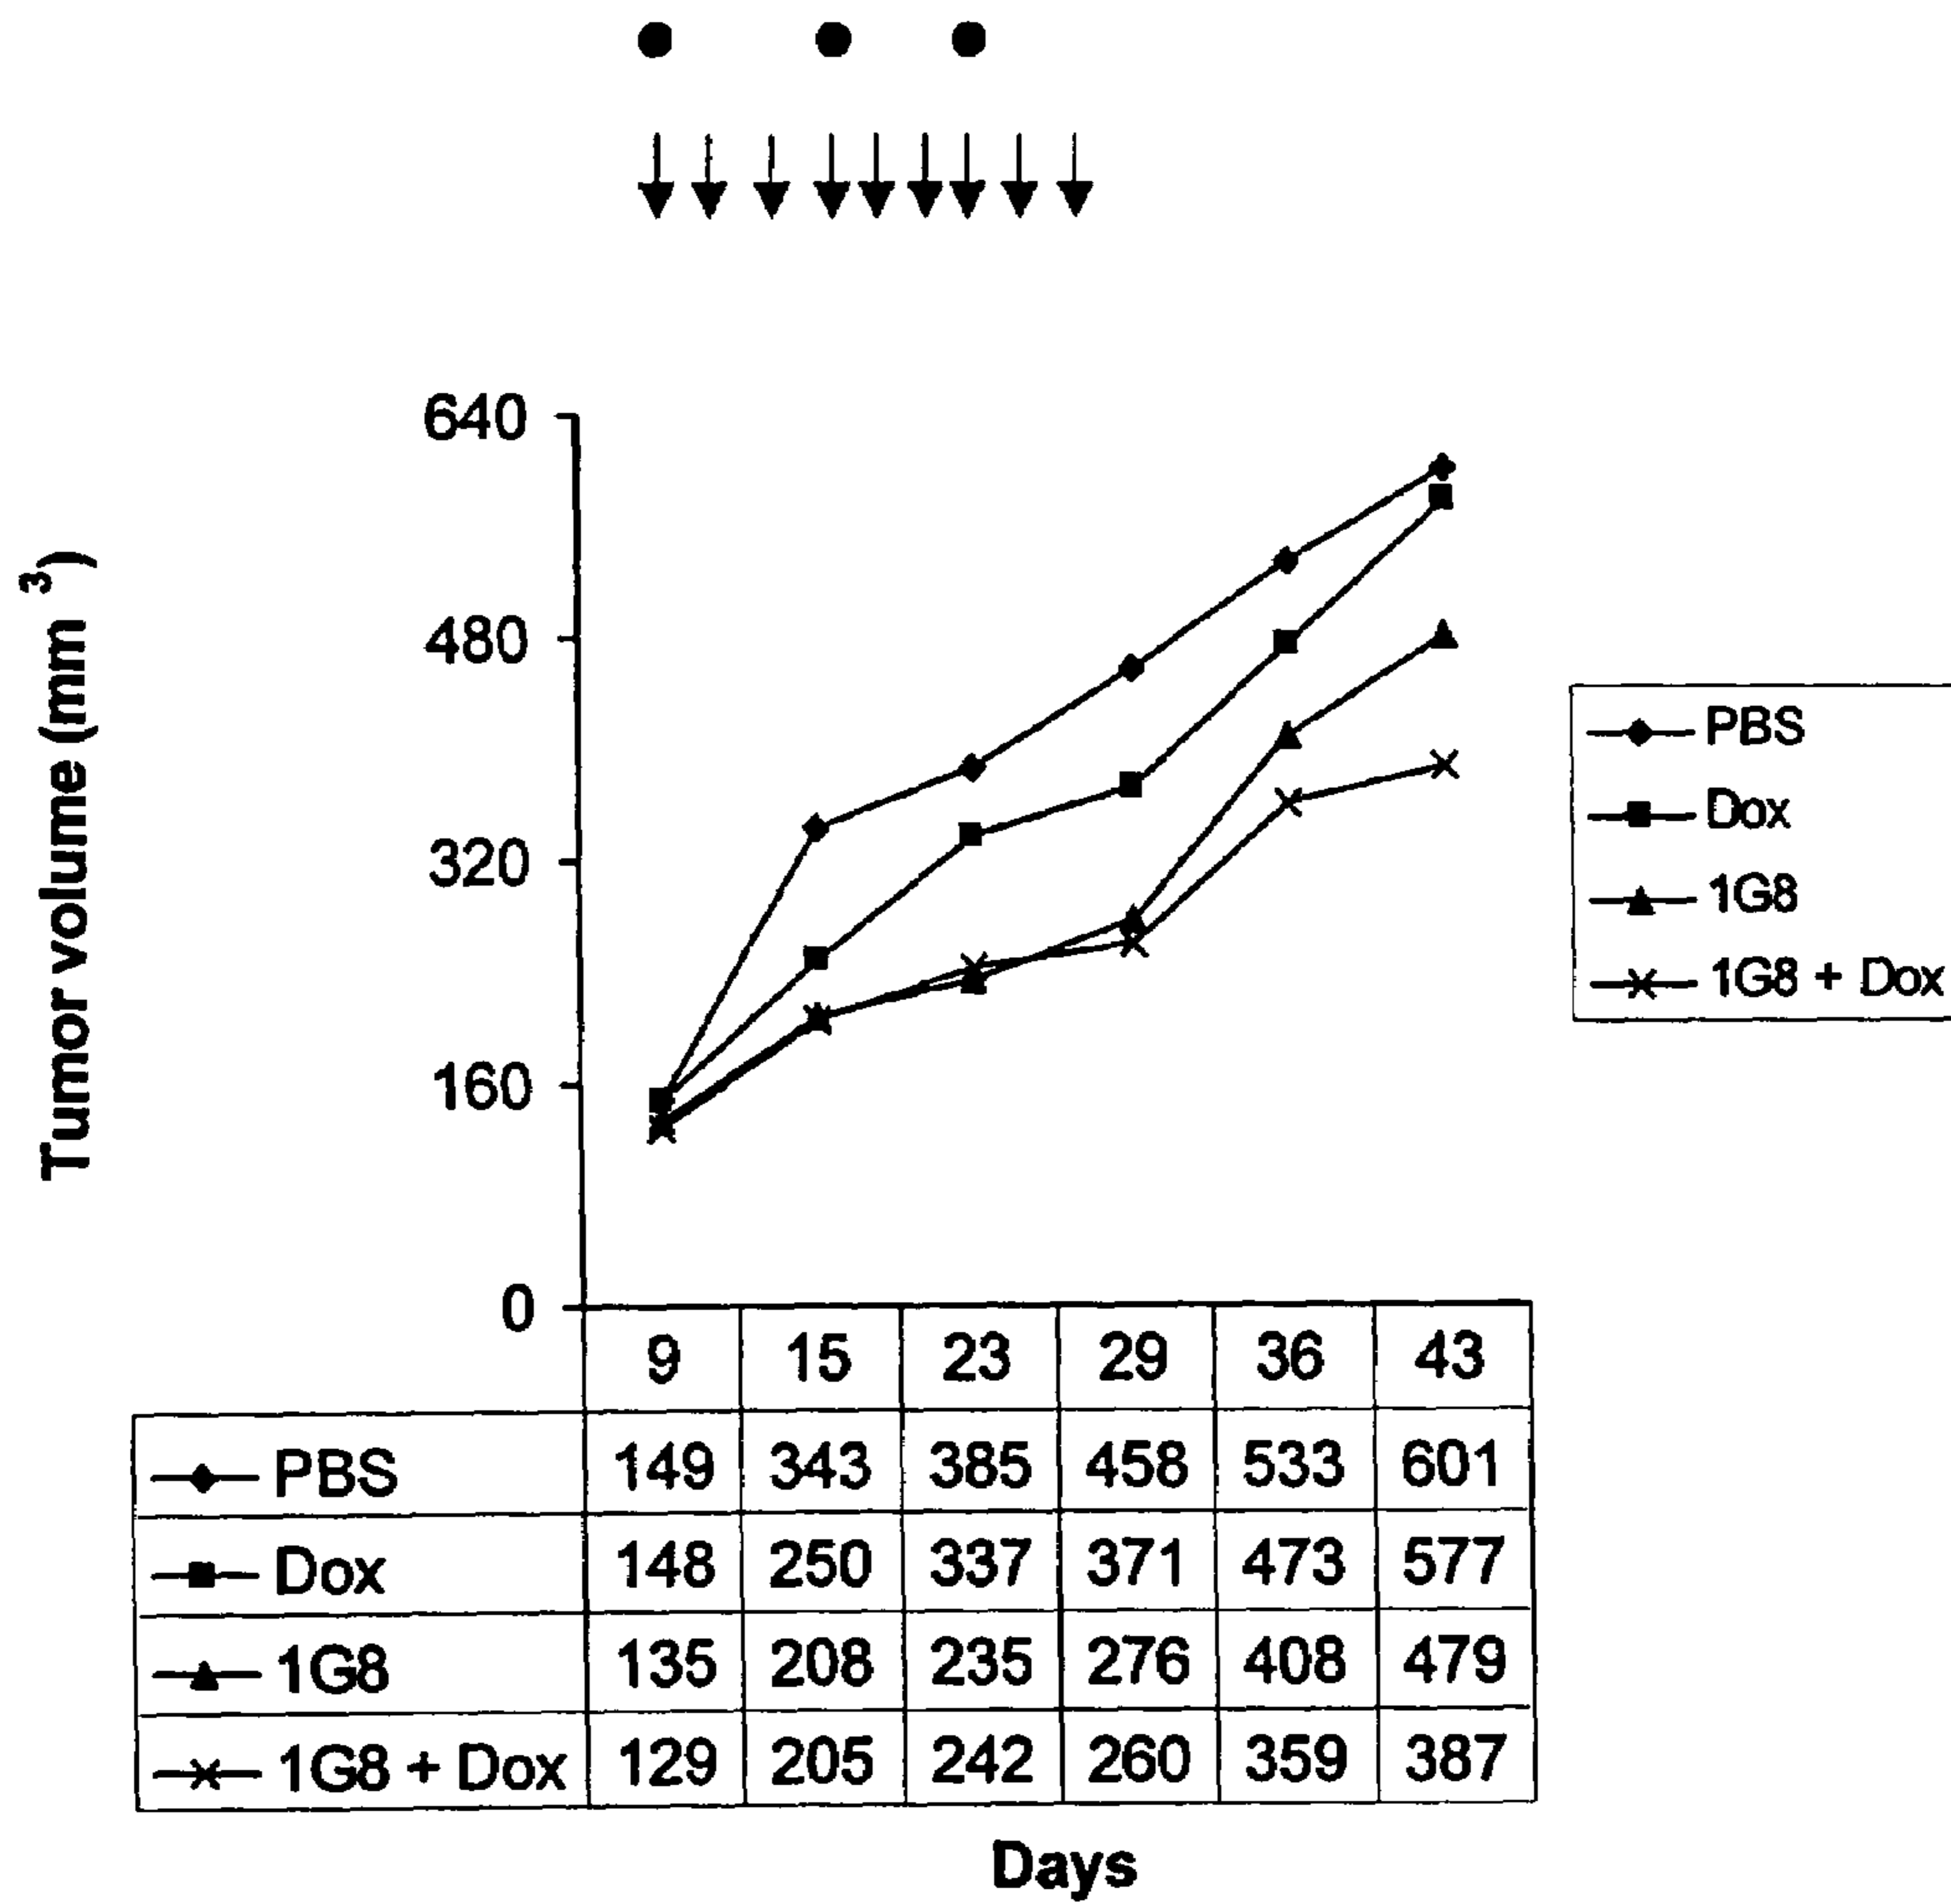 640
480
320
160
0
Tumor volume (mm ³)
PBS
Dox
1G8
1G8 + Dox
9 15 23 29 36 43
PBS 149 343 385 458 533 601
Dox 148 250 337 371 473 577
1G8 135 208 235 276 408 479
1G8 + Dox 129 205 242 260 359 387
Days